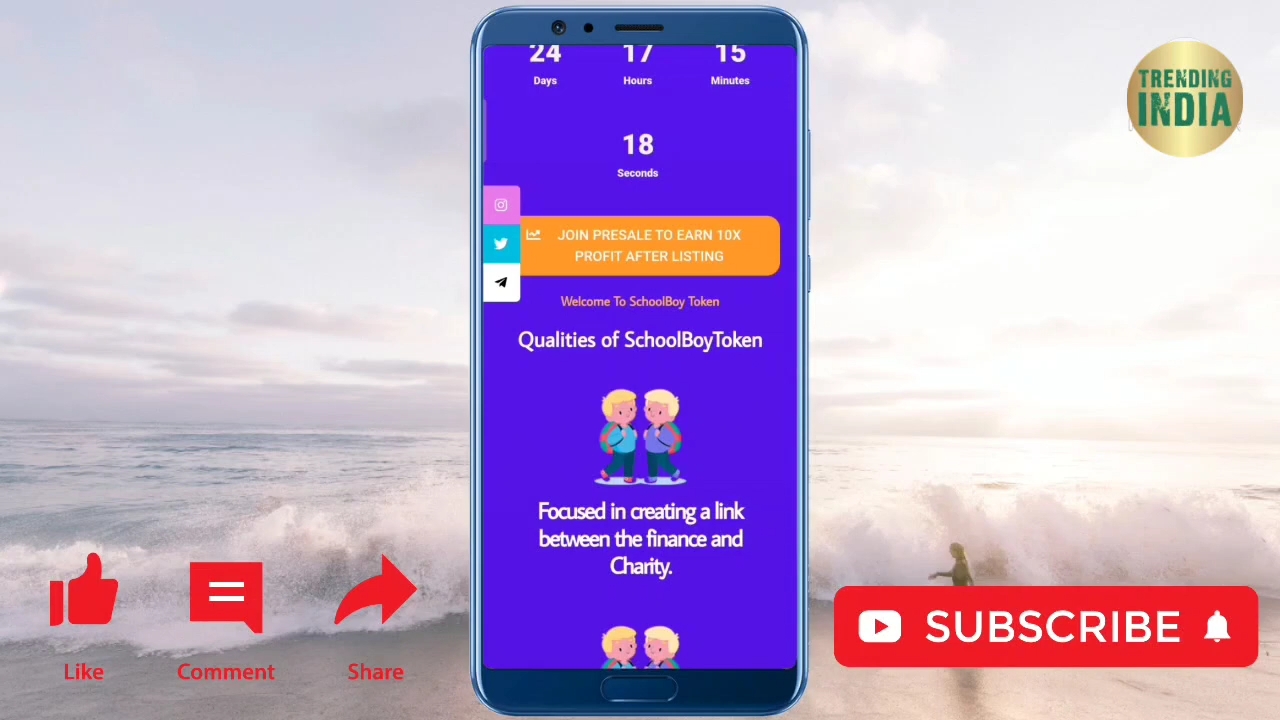 24
17
15
Days
Hours
Minutes
18
Seconds
JOIN PRESALE TO EARN 10X
PROFIT AFTER LISTING
Welcome To SchoolBoy Token
Qualities of SchoolBoyToken
Focused in creating a link
between the finance and
Charity.
TRENDING
INDIA
Like
Comment
Share
SUBSCRIBE